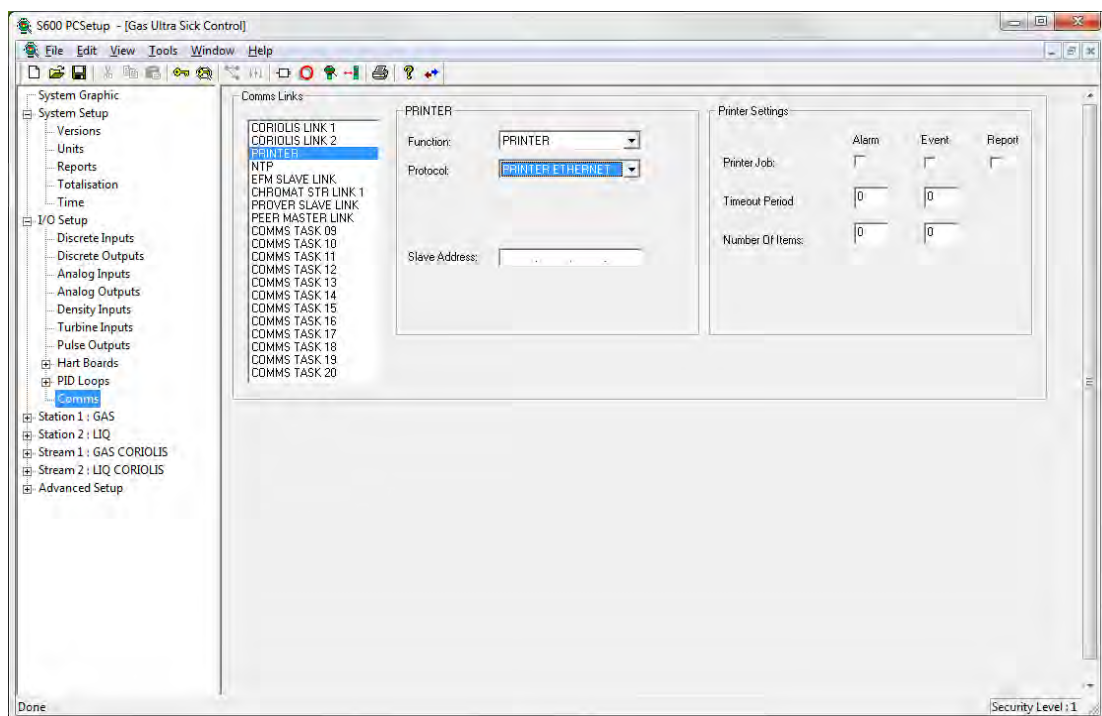 S600 PCSetup - [Gas Ultra Sick Control]
File Edit View Tools Window Help
System Graphic
System Setup
Versions
Units
Reports
Totalisation
Time
I/O Setup
Discrete Inputs
Discrete Outputs
Analog Inputs
Analog Outputs
Density Inputs
Turbine Inputs
Pulse Outputs
Hart Boards
PID Loops
Comms
Station 1 : GAS
Station 2 : LIQ
Stream 1 : GAS CORIOLIS
Stream 2 : LIQ CORIOLIS
Advanced Setup
Comms Links
CORIOLIS LINK 1
CORIOLIS LINK 2
PRINTER
NTP
EFM SLAVE LINK
CHROMAT STR LINK 1
PROVER SLAVE LINK
PEER MASTER LINK
COMMS TASK 09
COMMS TASK 10
COMMS TASK 11
COMMS TASK 12
COMMS TASK 13
COMMS TASK 14
COMMS TASK 15
COMMS TASK 16
COMMS TASK 17
COMMS TASK 18
COMMS TASK 19
COMMS TASK 20
PRINTER
Function: PRINTER
Protocol: PRINTER ETHERNET
Slave Address: . . .
Printer Settings
Alarm Event Report
Printer Job:
Timeout Period 0 0
Number Of Items: 0 0
Done
Security Level : 1